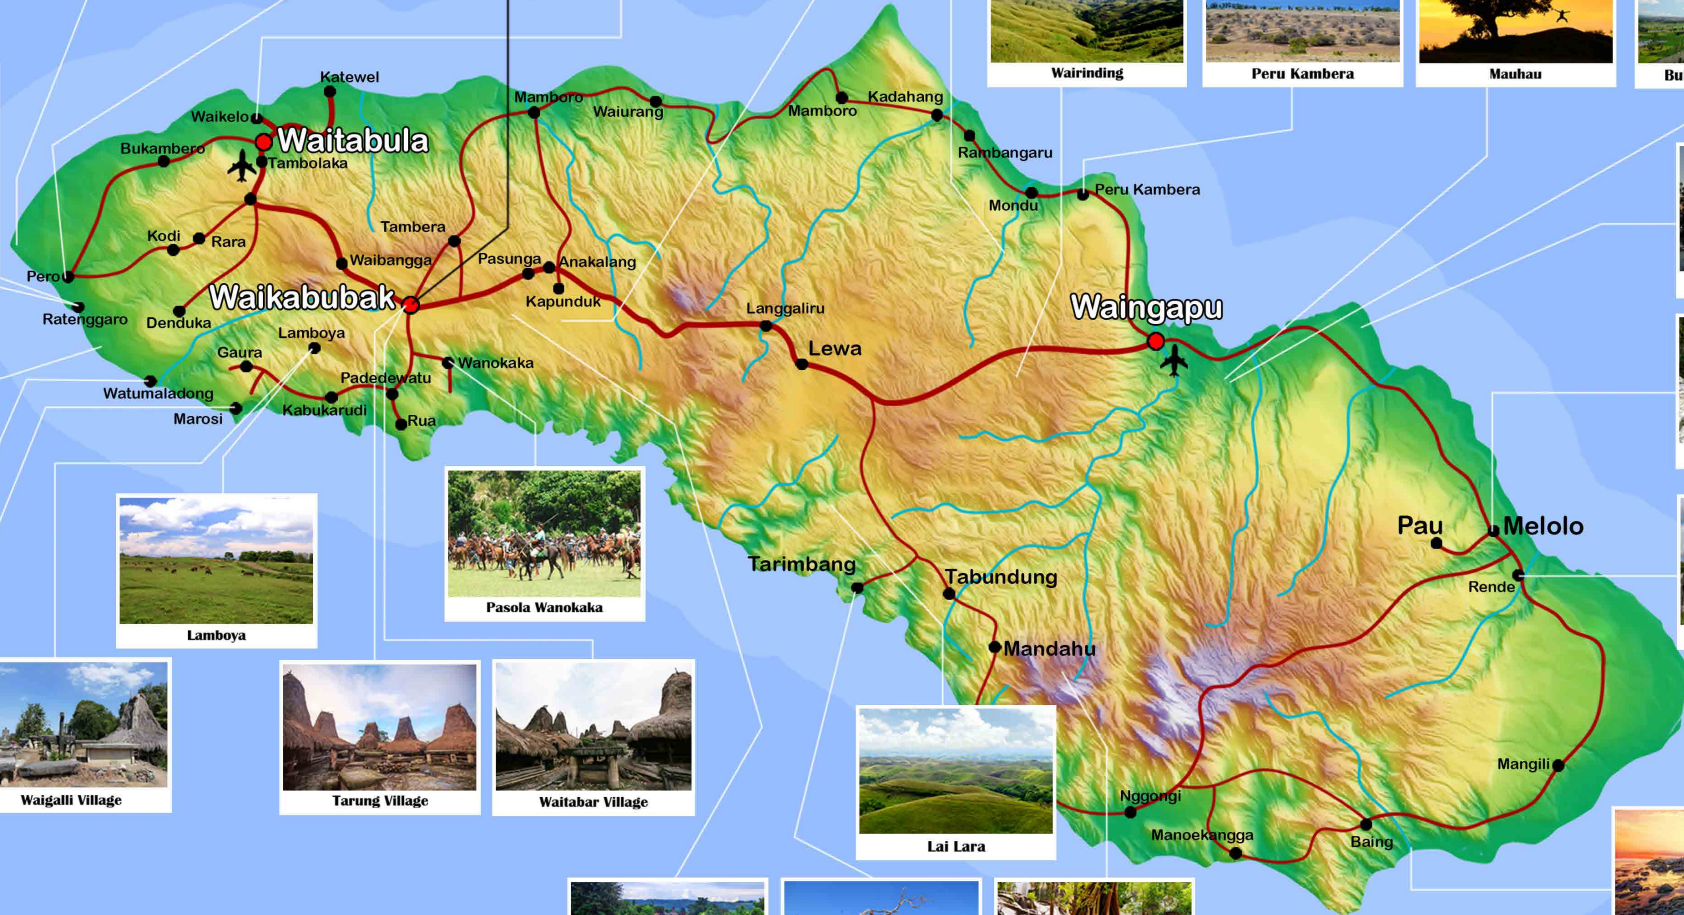 Wairinding
Peru Kambera
Mauhau
Bu
Katewel
Waikelo
Waitabula
Bukambero
Tambolaka
Mamboro
Waiurang
Mamboro
Kadahang
Rambangaru
Mondu
Peru Kambera
Kodi
Rara
Tambera
Waibangga
Pasunga
Anakalang
Kapunduk
Pero
Ratenggaro
Denduka
Waikabubak
Lamboya
Gaura
Wanokaka
Padedewatu
Watumaladong
Marosi
Kabukarudi
Rua
Langgaliru
Lewa
Waingapu
Pau
Melolo
Rende
Tarimbang
Tabundung
Mandahu
Mangili
Nggongi
Manoekangga
Baing
Lamboya
Pasola Wanokaka
Waigalli Village
Tarung Village
Waitabar Village
Lai Lara